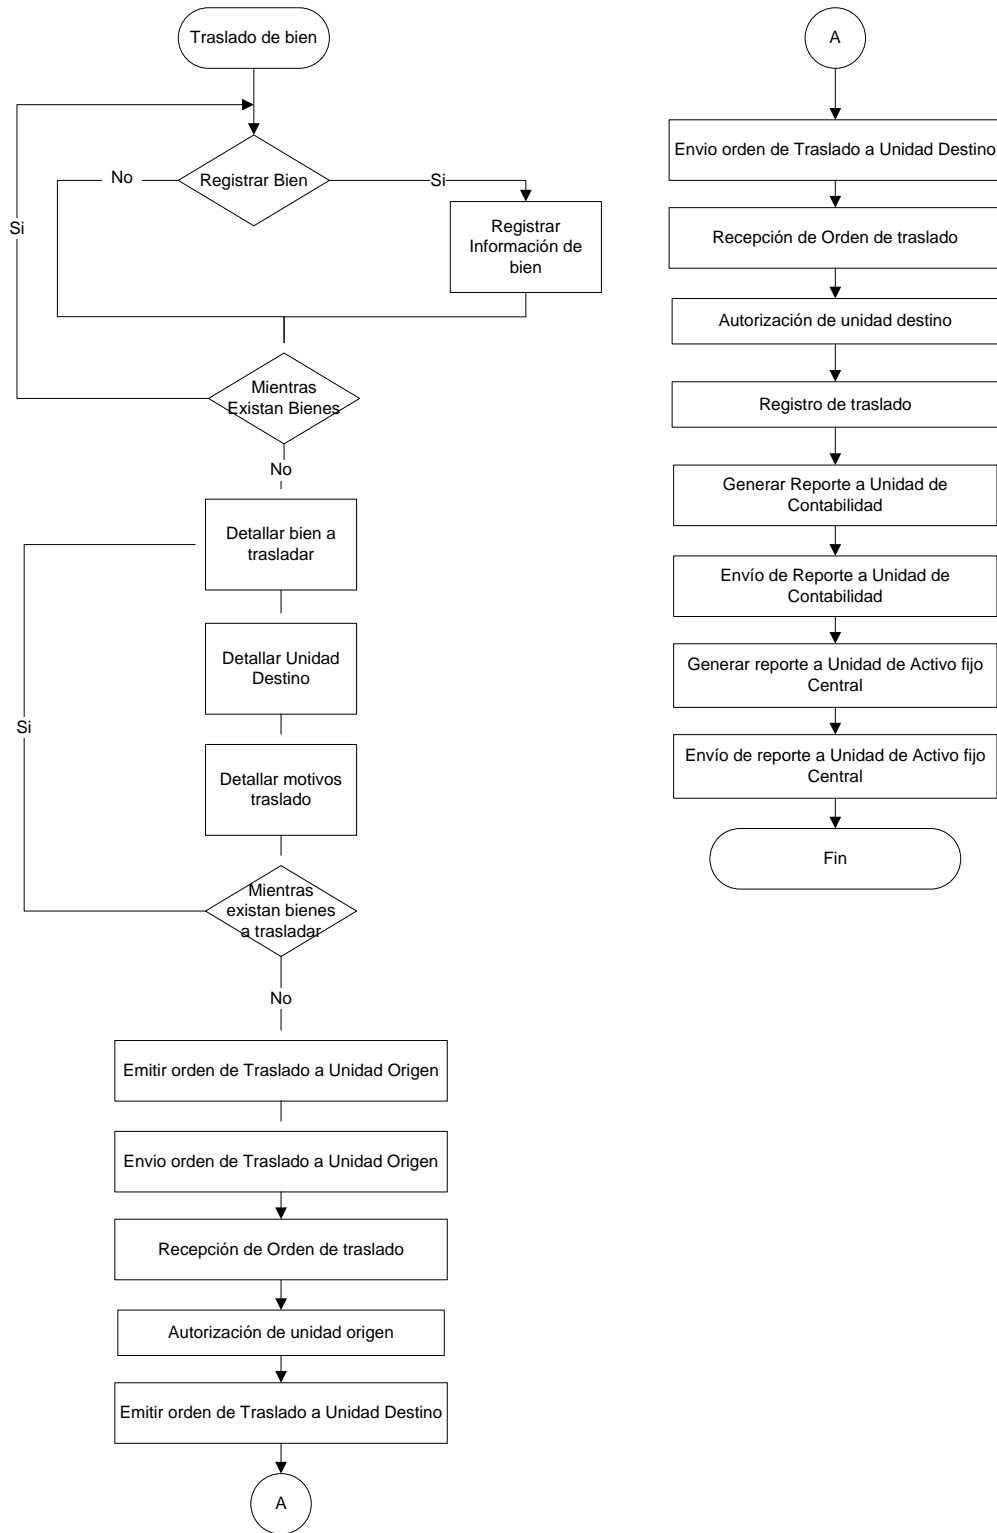 Traslado de bien
No
Registrar Bien
Si
Si
Registrar
Información de
bien
Mientras
Existan Bienes
No
Detallar bien a
trasladar
Detallar Unidad
Destino
Si
Detallar motivos
traslado
Mientras
existan bienes
a trasladar
No
Emitir orden de Traslado a Unidad Origen
Envio orden de Traslado a Unidad Origen
Recepción de Orden de traslado
Autorización de unidad origen
Emitir orden de Traslado a Unidad Destino
A
A
Envio orden de Traslado a Unidad Destino
Recepción de Orden de traslado
Autorización de unidad destino
Registro de traslado
Generar Reporte a Unidad de
Contabilidad
Envío de Reporte a Unidad de
Contabilidad
Generar reporte a Unidad de Activo fijo
Central
Envío de reporte a Unidad de Activo fijo
Central
Fin